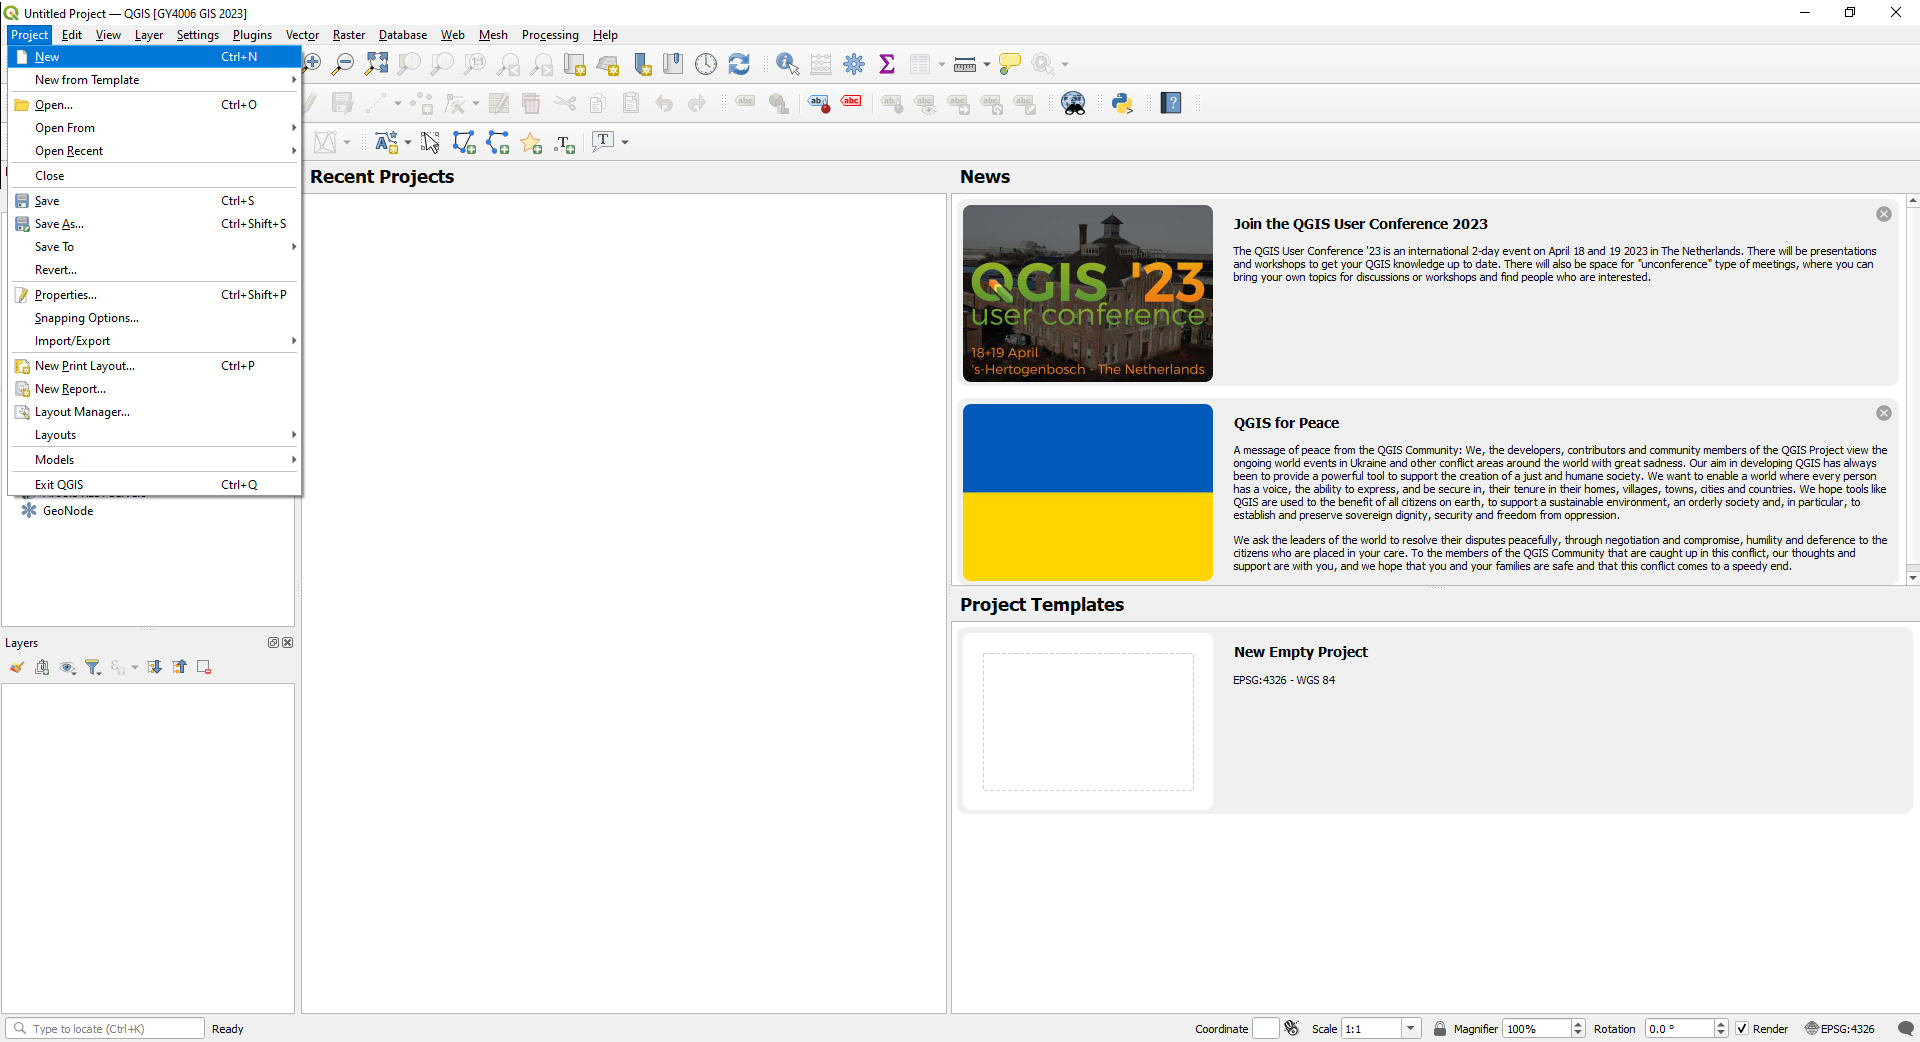 Untitled Project — QGIS [GY4006 GIS 2023]
Project Edit View Layer Settings Plugins Vector Raster Database Web Mesh Processing Help
New Ctrl+N
New from Template
Open... Ctrl+O
Open From
Open Recent
Close
Save Ctrl+S
Save As... Ctrl+Shift+S
Save To
Revert...
Properties... Ctrl+Shift+P
Snapping Options...
Import/Export
New Print Layout... Ctrl+P
New Report...
Layout Manager...
Layouts
Models
Exit QGIS Ctrl+Q
GeoNode
Layers
Type to locate (Ctrl+K)
Ready
1:1
abc
ab
abc
T
T
Recent Projects
News
QGIS '23
user conference
18+19 April
's-Hertogenbosch - The Netherlands
Join the QGIS User Conference 2023
The QGIS User Conference '23 is an international 2-day event on April 18 and 19 2023 in The Netherlands. There will be presentations
and workshops to get your QGIS knowledge up to date. There will also be space for "unconference" type of meetings, where you can
bring your own topics for discussions or workshops and find people who are interested.
QGIS for Peace
A message of peace from the QGIS Community: We, the developers, contributors and community members of the QGIS Project view the
ongoing world events in Ukraine and other conflict areas around the world with great sadness. Our aim in developing QGIS has always
been to provide a powerful tool to support the creation of a just and humane society. We want to enable a world where every person
has a voice, the ability to express, and be secure in, their tenure in their homes, villages, towns, cities and countries. We hope tools like
QGIS are used to the benefit of all citizens on earth, to support a sustainable environment, an orderly society and, in particular, to
establish and preserve sovereign dignity, security and freedom from oppression.
We ask the leaders of the world to resolve their disputes peacefully, through negotiation and compromise, humility and deference to the
citizens who are placed in your care. To the members of the QGIS Community that are caught up in this conflict, our thoughts and
support are with you, and we hope that you and your families are safe and that this conflict comes to a speedy end.
Project Templates
New Empty Project
EPSG:4326 - WGS 84
Coordinate Scale 1:1 Magnifier 100% Rotation 0.0 ° Render EPSG:4326